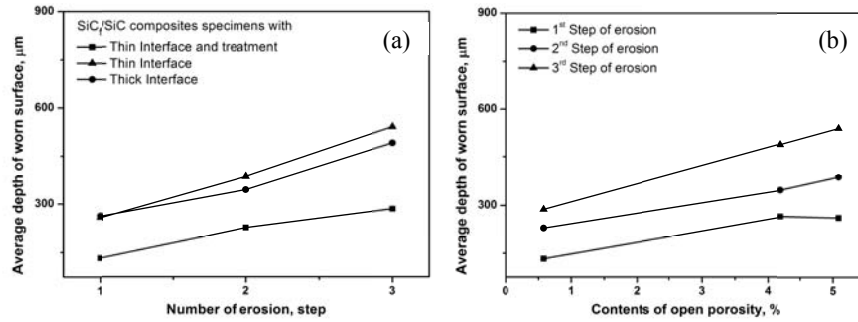 900
600
300
Average depth of worn surface, μm
SiCf/SiC composites specimens with
Thin Interface and treatment
Thin Interface
Thick Interface
(a)
1 2 3
Number of erosion, step
900
600
300
0
Average depth of worn surface, μm
1st Step of erosion
2nd Step of erosion
3rd Step of erosion
(b)
0 1 2 3 4 5
Contents of open porosity, %